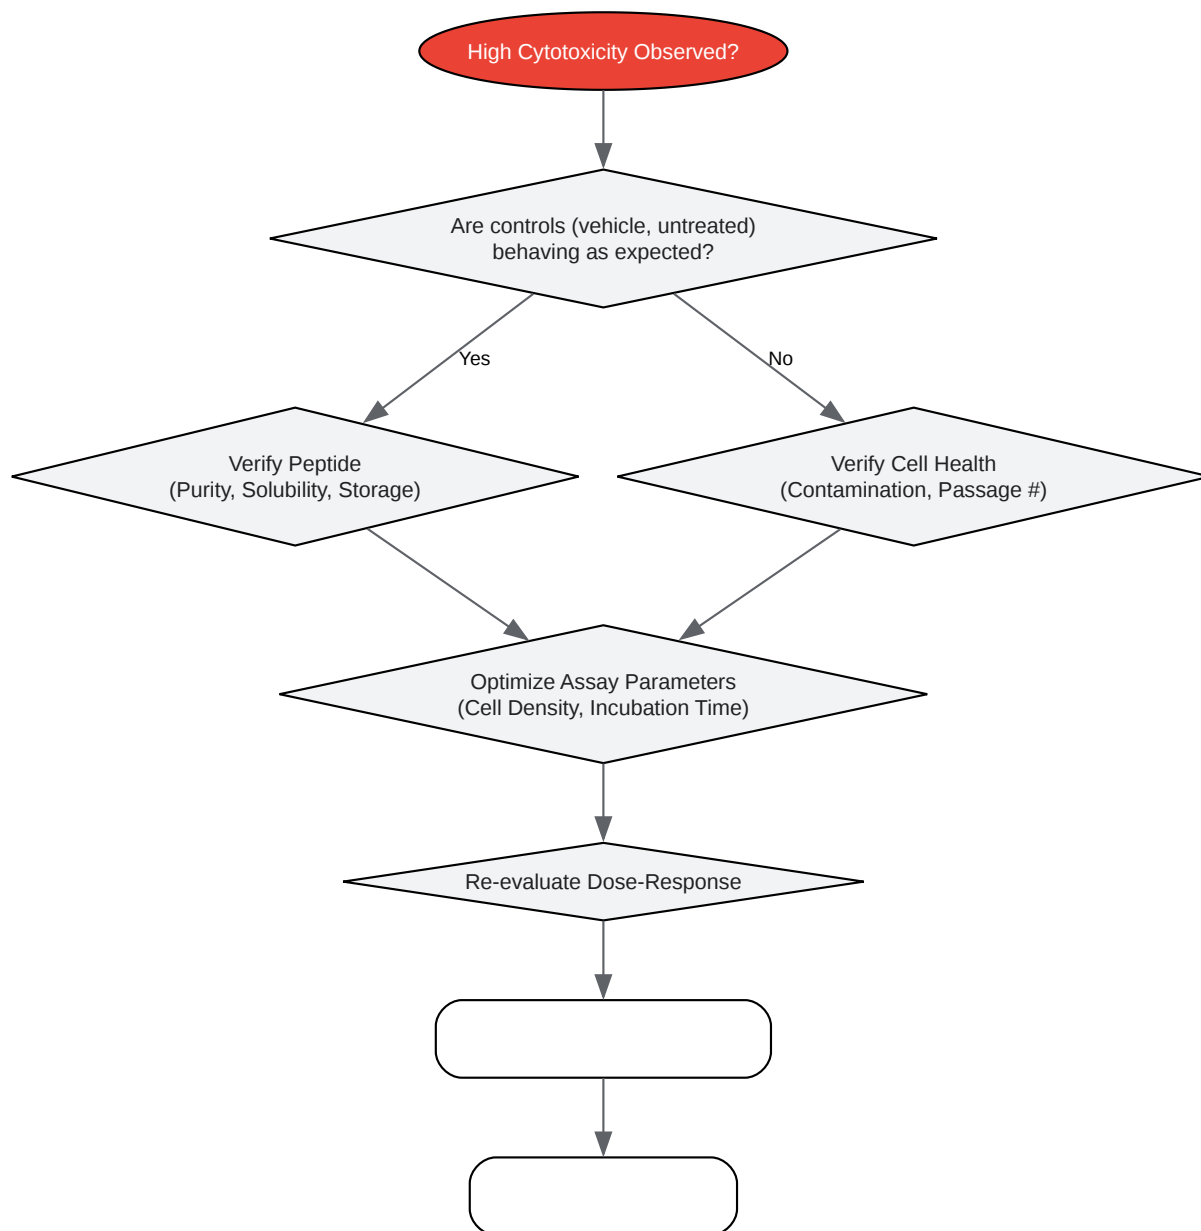 High Cytotoxicity Observed?
Are controls (vehicle, untreated)
behaving as expected?
Yes
No
Verify Peptide
(Purity, Solubility, Storage)
Verify Cell Health
(Contamination, Passage #)
Optimize Assay Parameters
(Cell Density, Incubation Time)
Re-evaluate Dose-Response